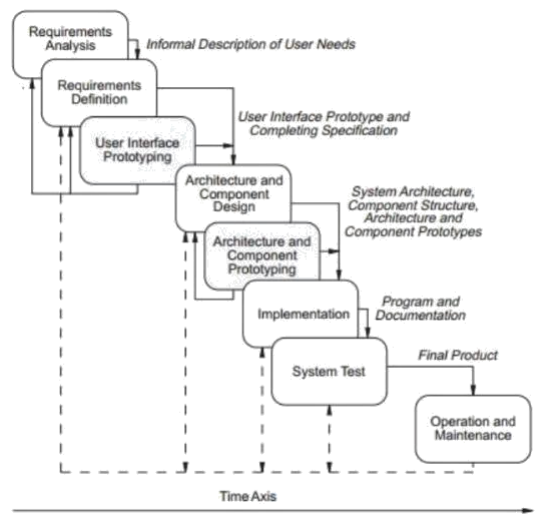 Requirements
Analysis
Informal Description of User Needs
Requirements
Definition
User Interface Prototype and
Completing Specification
User Interface
Prototyping
Architecture and
Component
Design
System Architecture,
Component Structure,
Architecture and
Component Prototypes
Architecture and
Component
Prototyping
Implementation
Program and
Documentation
System Test
Final Product
Operation and
Maintenance
Time Axis